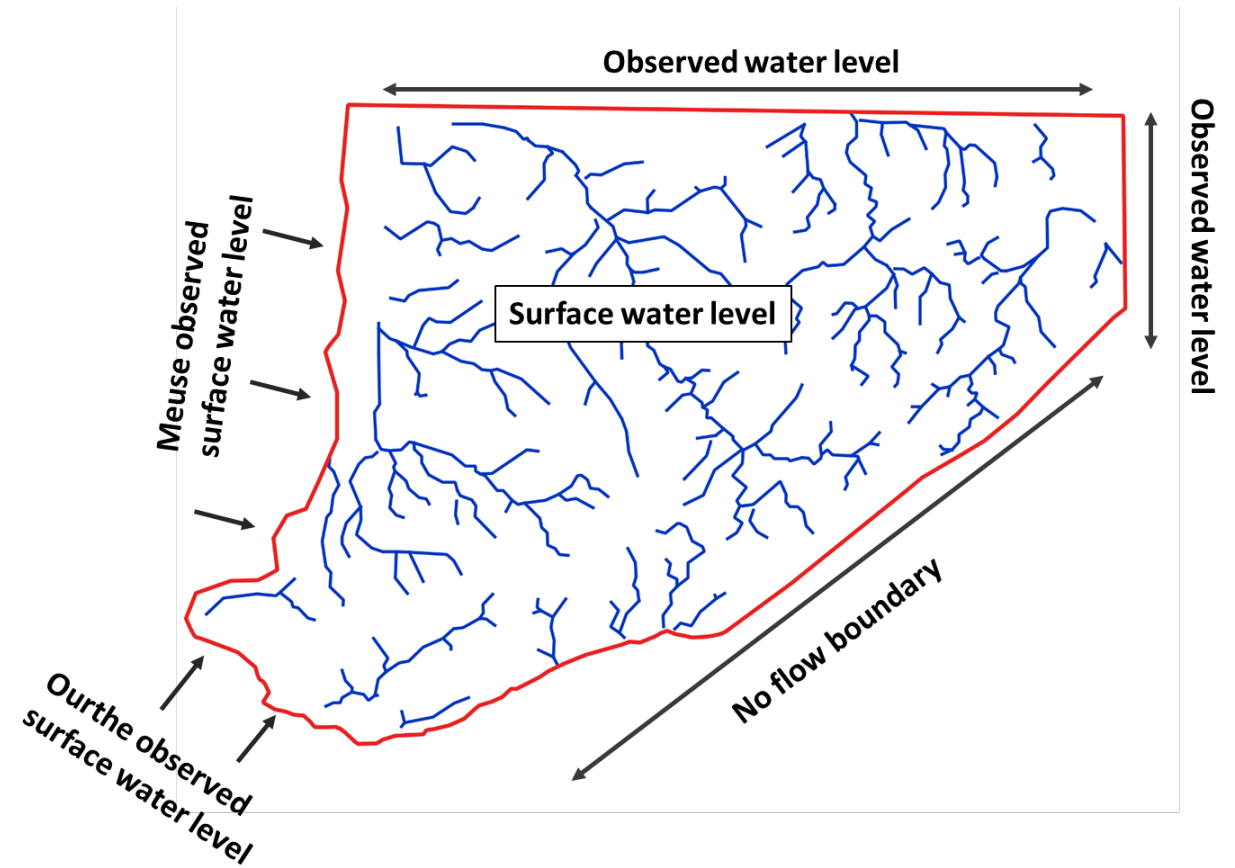 Observed water level
Observed water level
Meuse observed
surface water level
Surface water level
No flow boundary
Ourthe observed
surface water level